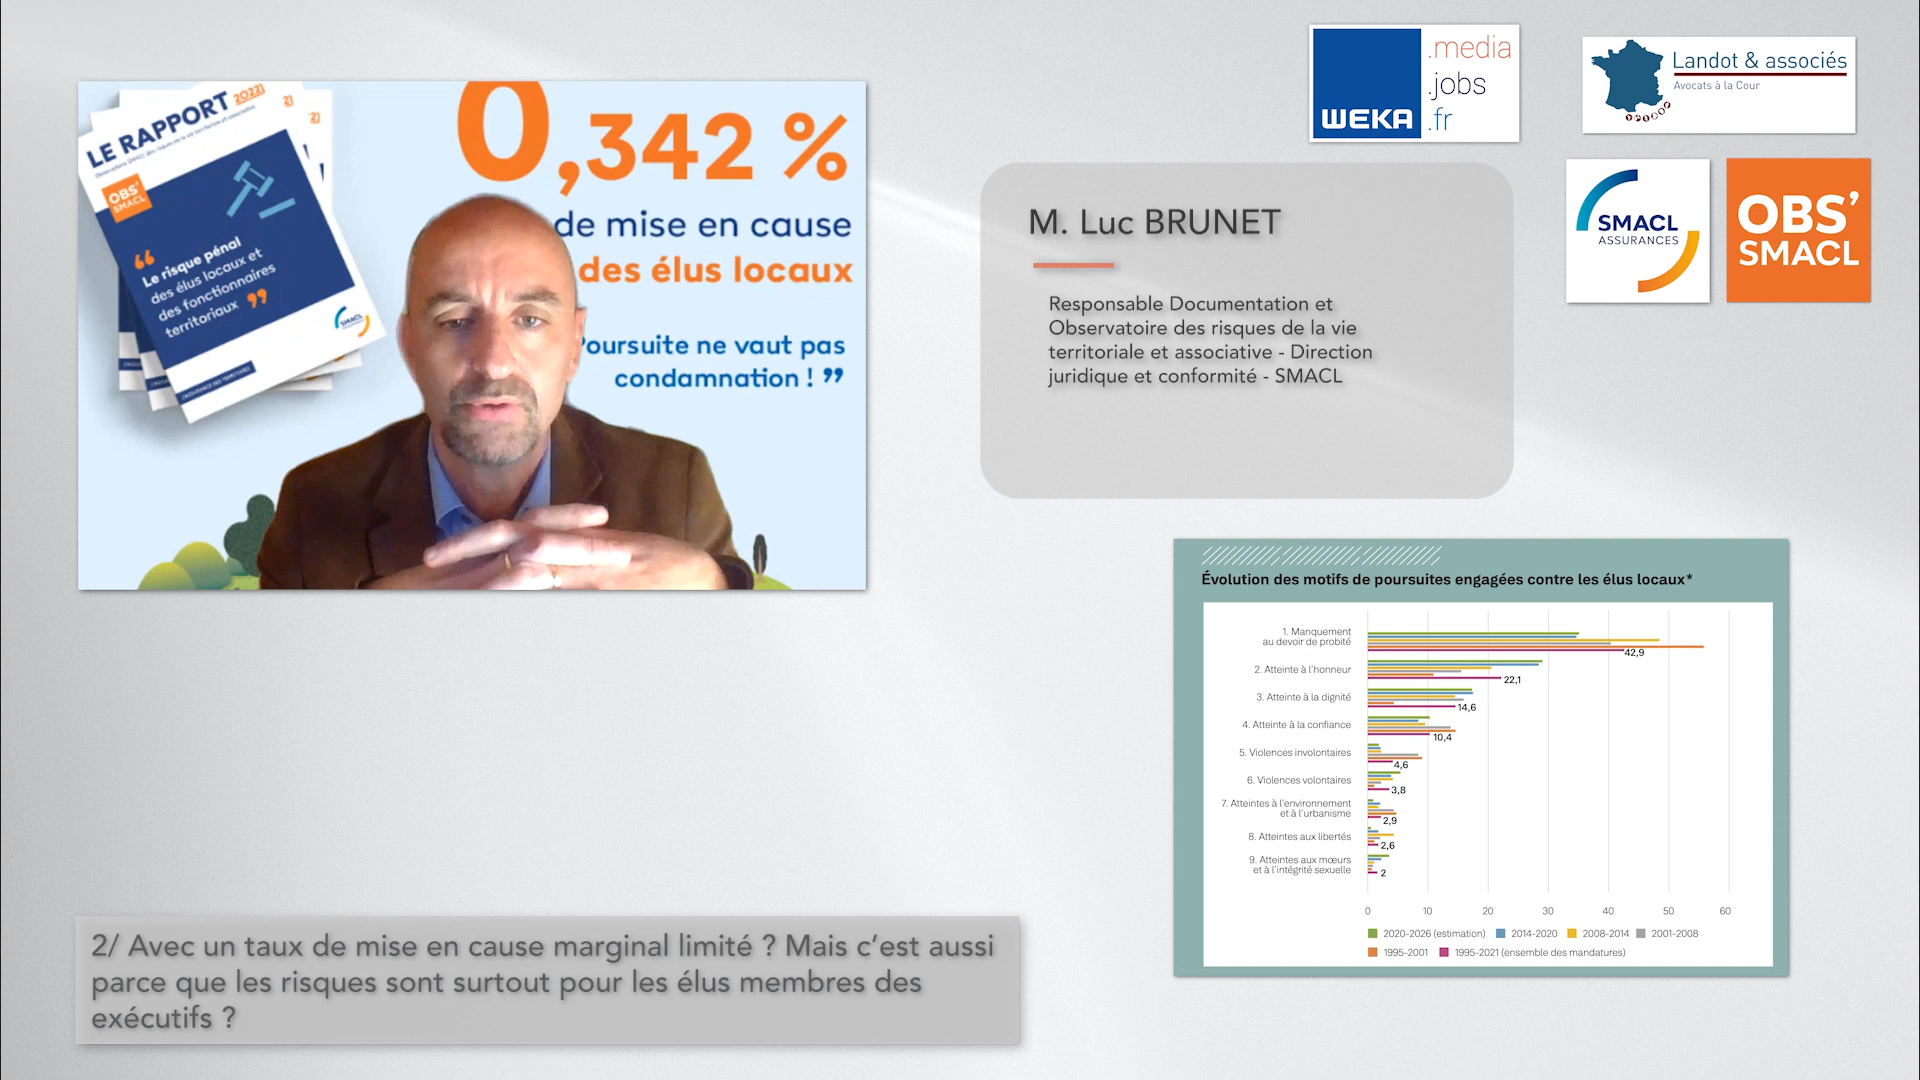 LE RAPPORT 2022
OBS'
SMACL
“
Le risque pénal
des élus locaux et
des fonctionnaires
territoriaux ”
SMACL
0,342 %
de mise en cause
des élus locaux
Poursuite ne vaut pas
condamnation ! ”
WEKA
.media
.jobs
.fr
Landot & associés
Avocats à la Cour
SMACL
ASSURANCES
OBS'
SMACL
M. Luc BRUNET
Responsable Documentation et
Observatoire des risques de la vie
territoriale et associative - Direction
juridique et conformité - SMACL
Évolution des motifs de poursuites engagées contre les élus locaux*
1. Manquement
au devoir de probité
42,9
2. Atteinte à l'honneur
22,1
3. Atteinte à la dignité
14,6
4. Atteinte à la confiance
10,4
5. Violences involontaires
4,6
6. Violences volontaires
3,8
7. Atteintes à l'environnement
et à l'urbanisme
2,9
8. Atteintes aux libertés
2,6
9. Atteintes aux mœurs
et à l'intégrité sexuelle
2
0 10 20 30 40 50 60
2020-2026 (estimation) 2014-2020 2008-2014 2001-2008
1995-2001 1995-2021 (ensemble des mandatures)
2/ Avec un taux de mise en cause marginal limité ? Mais c'est aussi
parce que les risques sont surtout pour les élus membres des
exécutifs ?